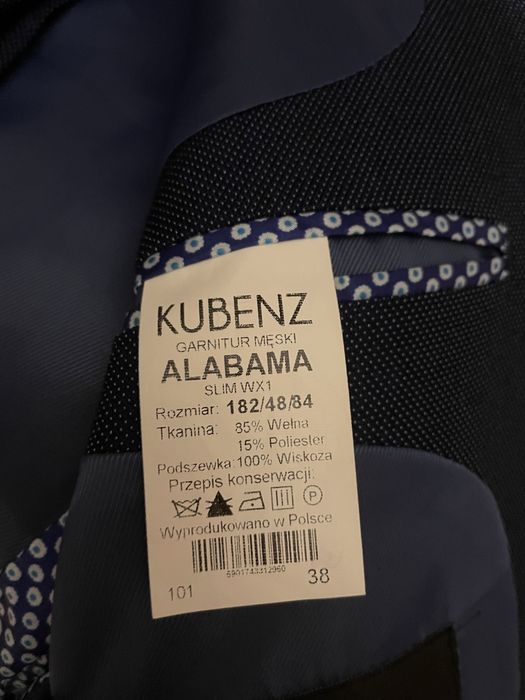 KUBENZ
GARNITUR MĘSKI
ALABAMA
SLIM WX1
Rozmiar: 182/48/84
Tkanina: 85% Wełna
15% Poliester
Podszewka: 100% Wiskoza
Przepis konserwacji:
P
Wyprodukowano w Polsce
5901743312960
101 38